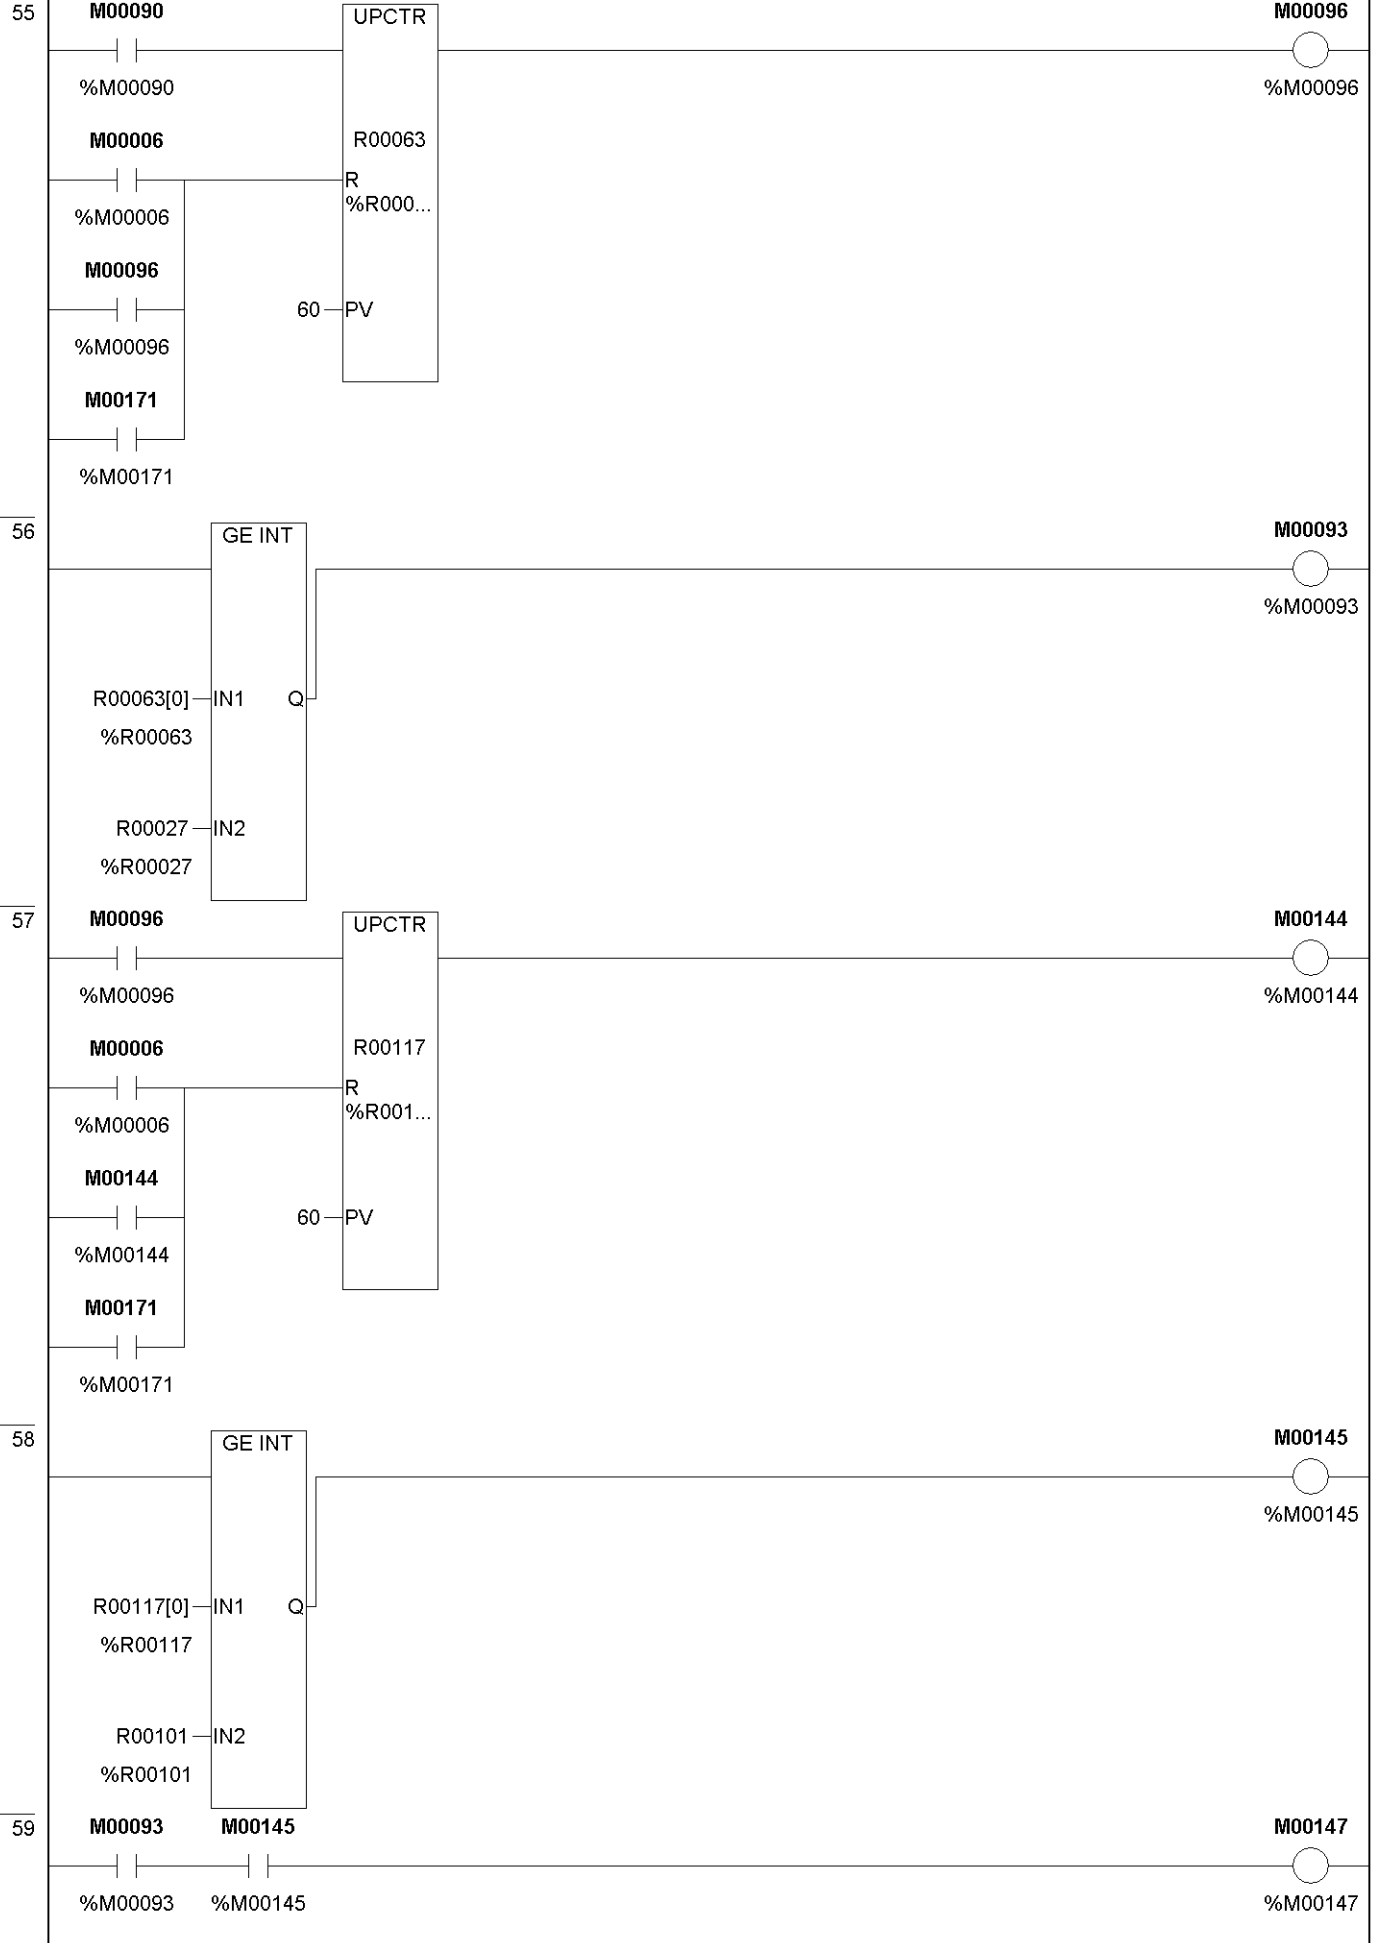 55
M00090
UPCTR
M00096
%M00090
%M00096
M00006
R00063
R
%M00006
%R000...
M00096
60
PV
%M00096
M00171
%M00171
56
GE INT
M00093
%M00093
R00063[0]
IN1
Q
%R00063
R00027
IN2
%R00027
57
M00096
UPCTR
M00144
%M00096
%M00144
M00006
R00117
R
%M00006
%R001...
M00144
60
PV
%M00144
M00171
%M00171
58
GE INT
M00145
%M00145
R00117[0]
IN1
Q
%R00117
R00101
IN2
%R00101
59
M00093
M00145
M00147
%M00093
%M00145
%M00147